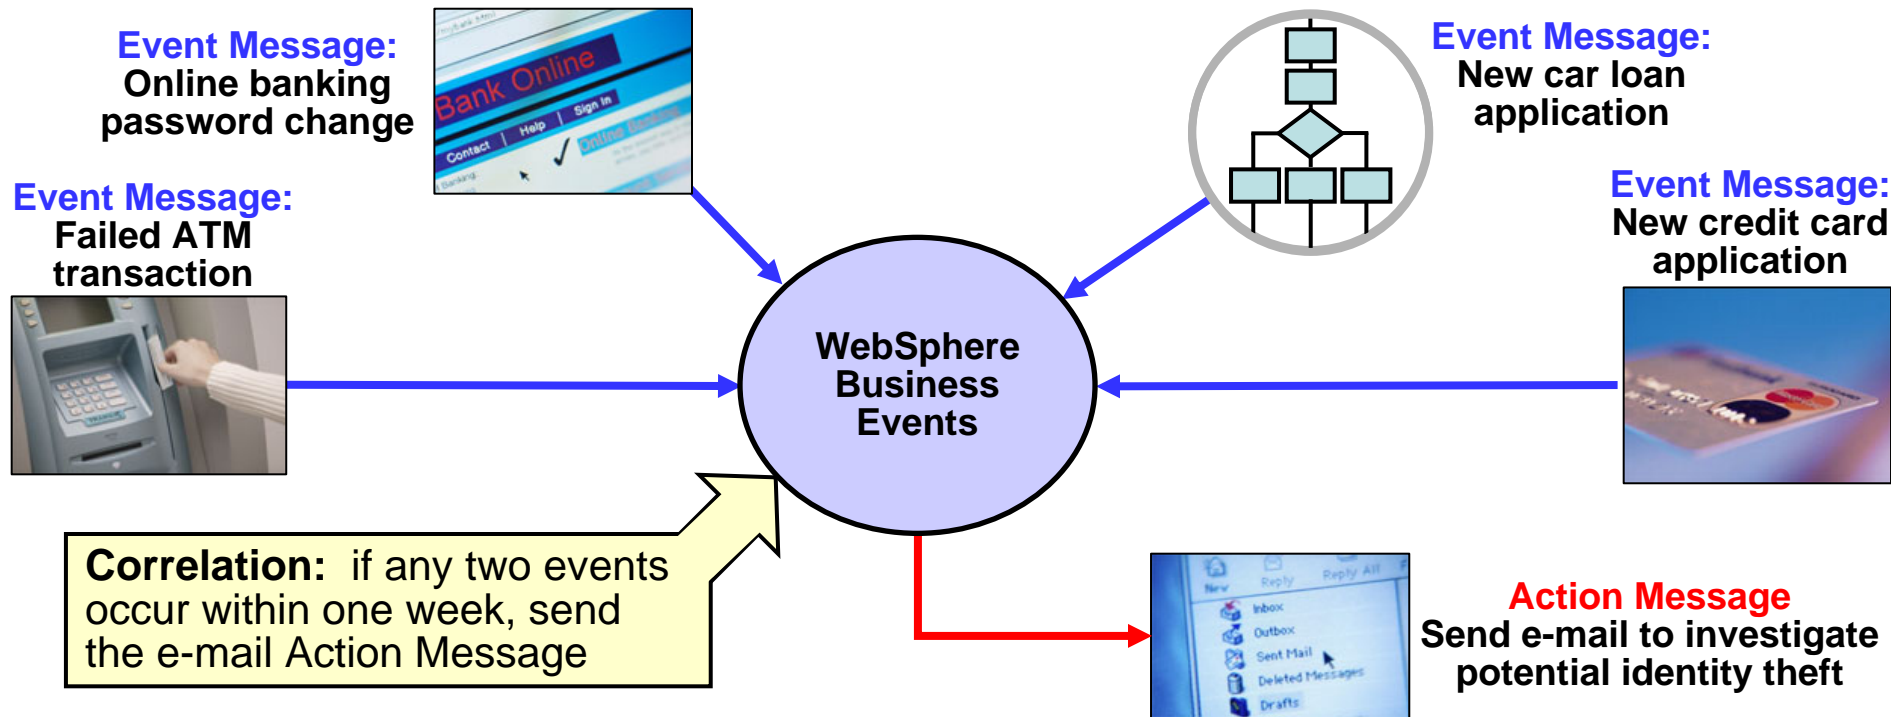 Event Message:
Online banking
password change
Bank Online
Contact | Help | Sign In
Online Banking
Event Message:
New car loan
application
Event Message:
Failed ATM
transaction
Event Message:
New credit card
application
WebSphere
Business
Events
Correlation: if any two events
occur within one week, send
the e-mail Action Message
New Reply Reply All
Inbox
Outbox
Sent Mail
Deleted Messages
Drafts
Action Message
Send e-mail to investigate
potential identity theft